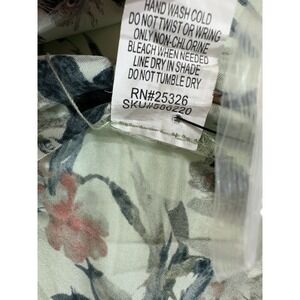 HAND WASH COLD
DO NOT TWIST OR WRING
ONLY NON-CHLORINE
BLEACH WHEN NEEDED
LINE DRY IN SHADE
DO NOT TUMBLE DRY
RN#25326
SKU#580220